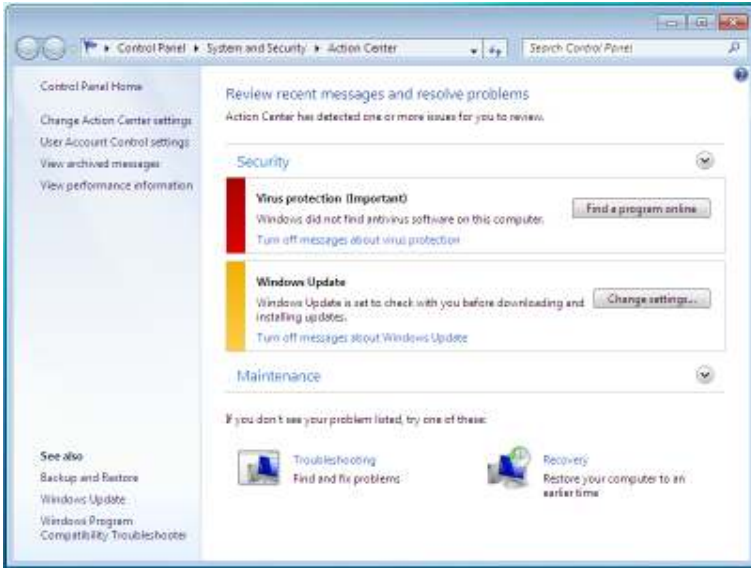 Control Panel ▸ System and Security ▸ Action Center
Search Control Panel
Control Panel Home
Change Action Center settings
User Account Control settings
View archived messages
View performance information
Review recent messages and resolve problems
Action Center has detected one or more issues for you to review.
Security
Virus protection (Important)
Windows did not find antivirus software on this computer.
Find a program online
Turn off messages about virus protection
Windows Update
Windows Update is set to check with you before downloading and
installing updates.
Change settings...
Turn off messages about Windows Update
Maintenance
If you don't see your problem listed, try one of these:
Troubleshooting
Find and fix problems
Recovery
Restore your computer to an
earlier time
See also
Backup and Restore
Windows Update
Windows Program
Compatibility Troubleshooter